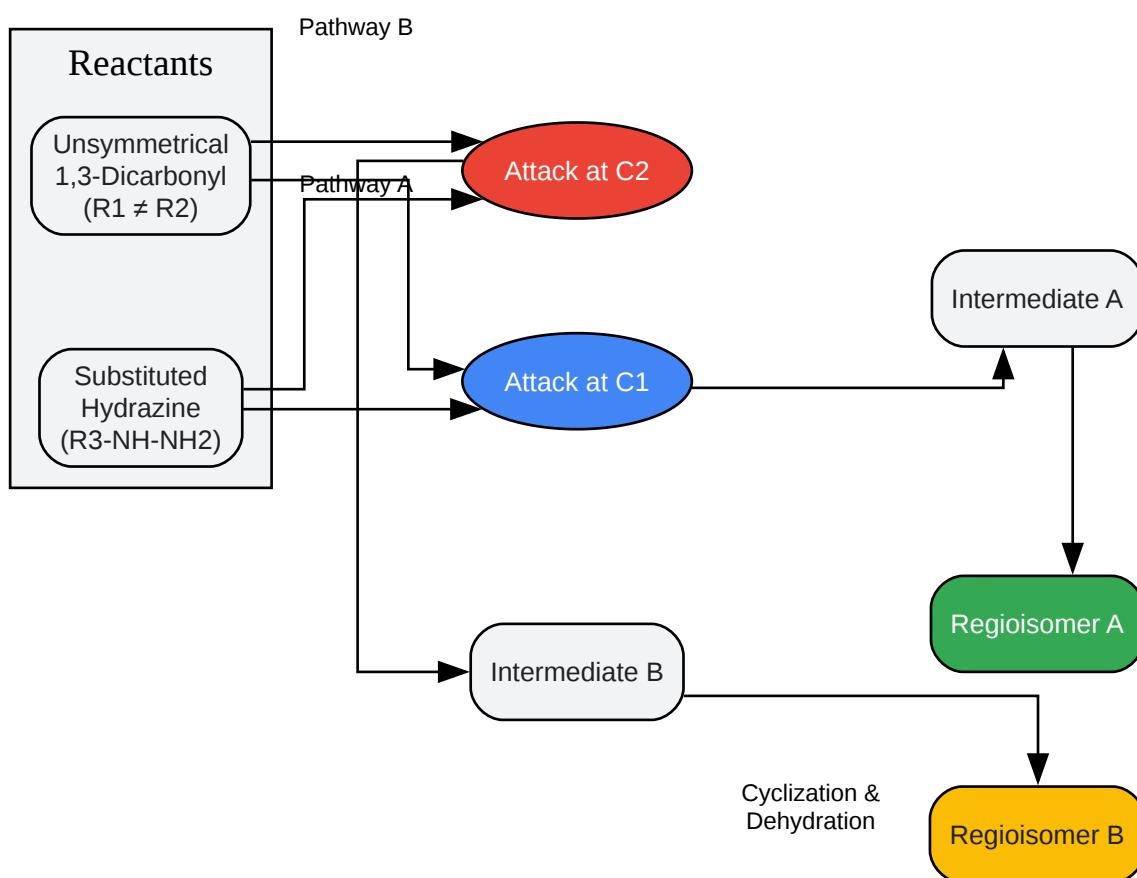 Pathway B
Reactants
Unsymmetrical
1,3-Dicarbonyl
(R1 ≠ R2)
Attack at C2
Pathway A
Intermediate A
Substituted
Hydrazine
(R3-NH-NH2)
Attack at C1
Regioisomer A
Intermediate B
Cyclization &
Dehydration
Regioisomer B